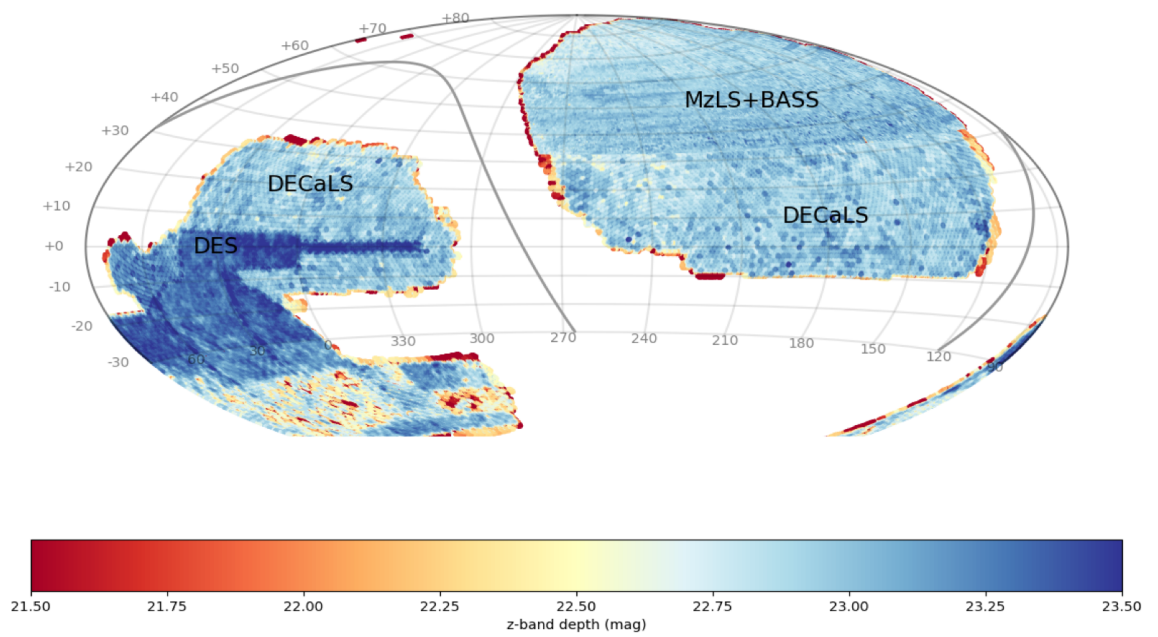 +80
+70
+60
+50
MzLS+BASS
+40
+30
+20
DECaLS
+10
DECaLS
+0
DES
-10
-20
60 30 0 330 300 270 240 210 180 150 120 90
-30
21.50 21.75 22.00 22.25 22.50 22.75 23.00 23.25 23.50
z-band depth (mag)